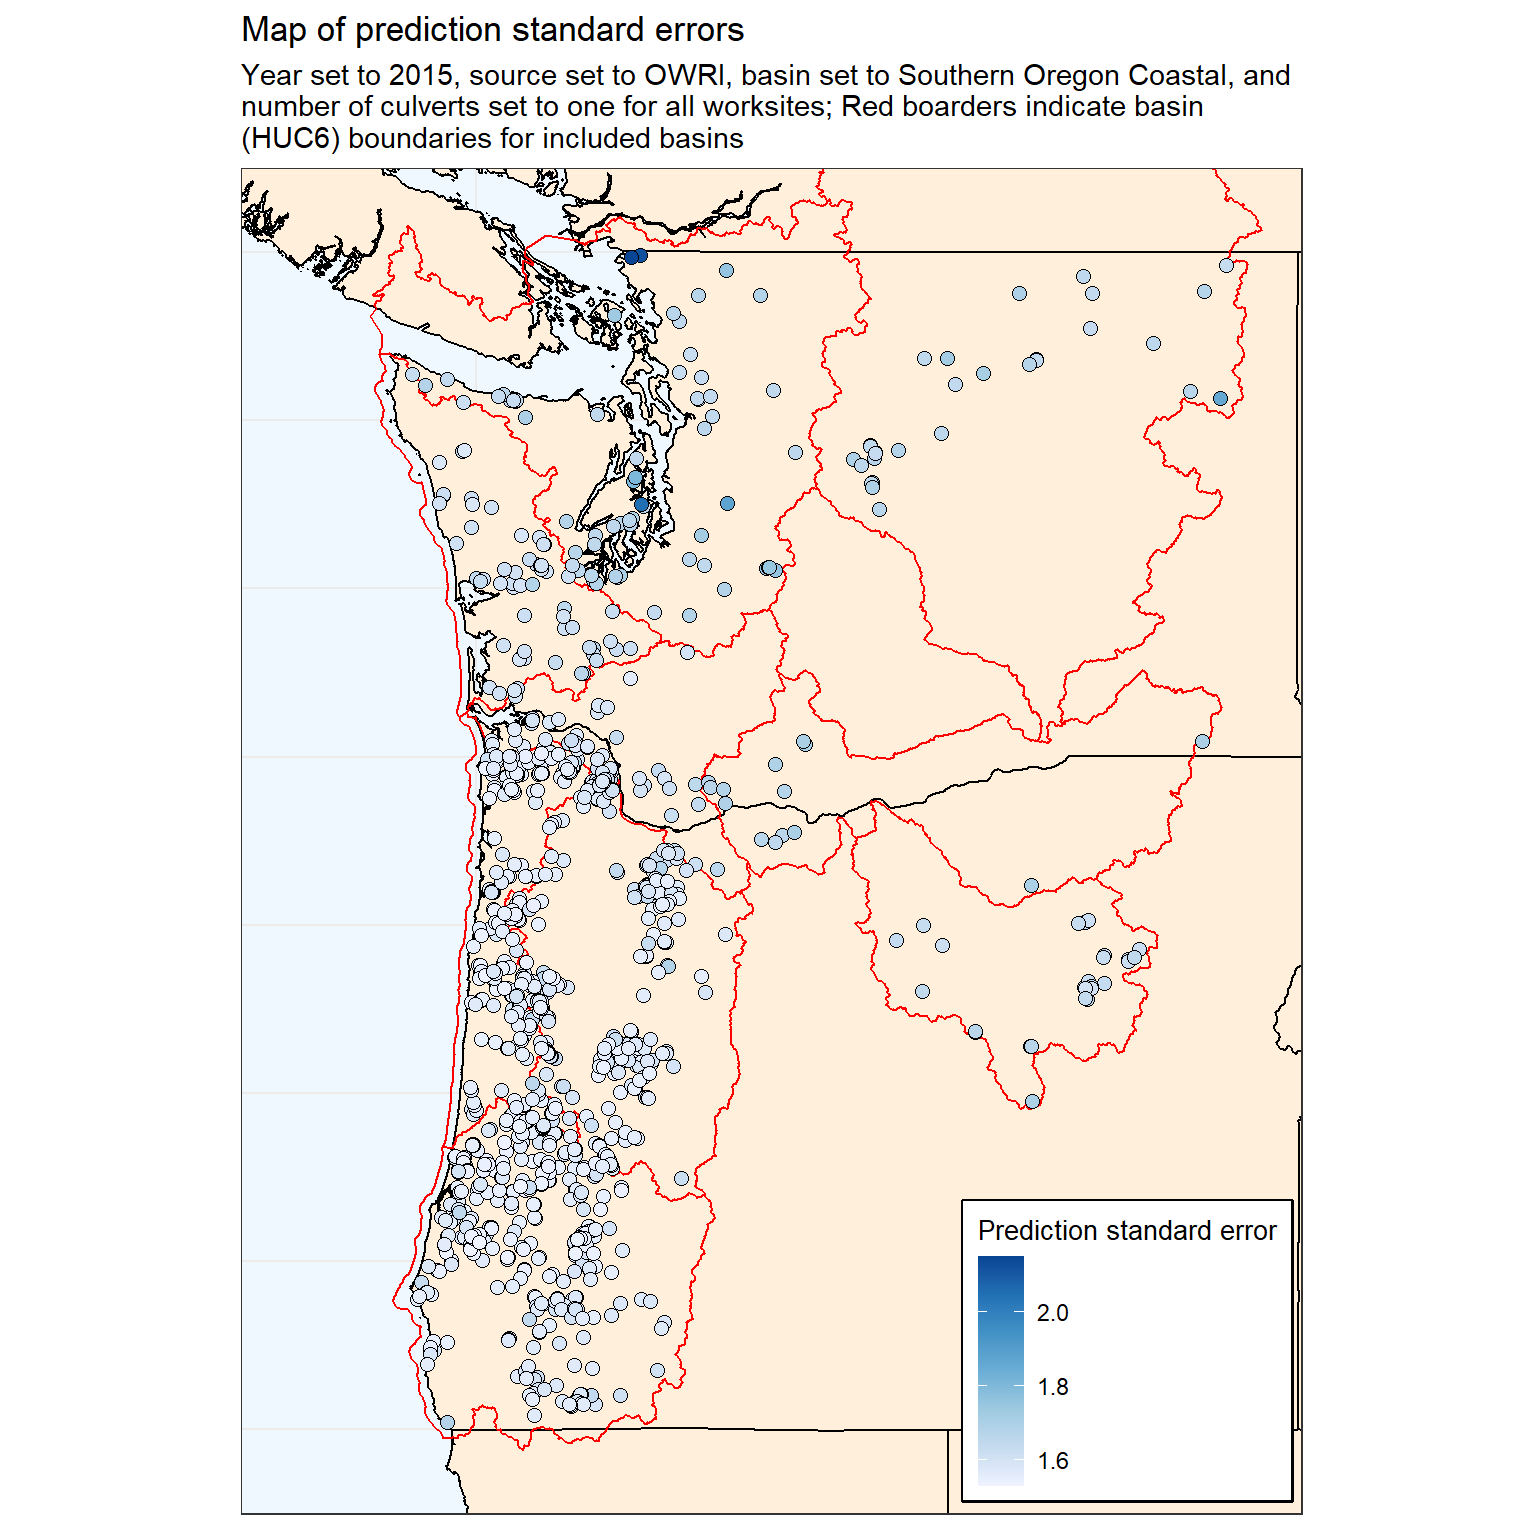 Map of prediction standard errors
Year set to 2015, source set to OWRI, basin set to Southern Oregon Coastal, and
number of culverts set to one for all worksites; Red boarders indicate basin
(HUC6) boundaries for included basins
Prediction standard error
2.0
1.8
1.6